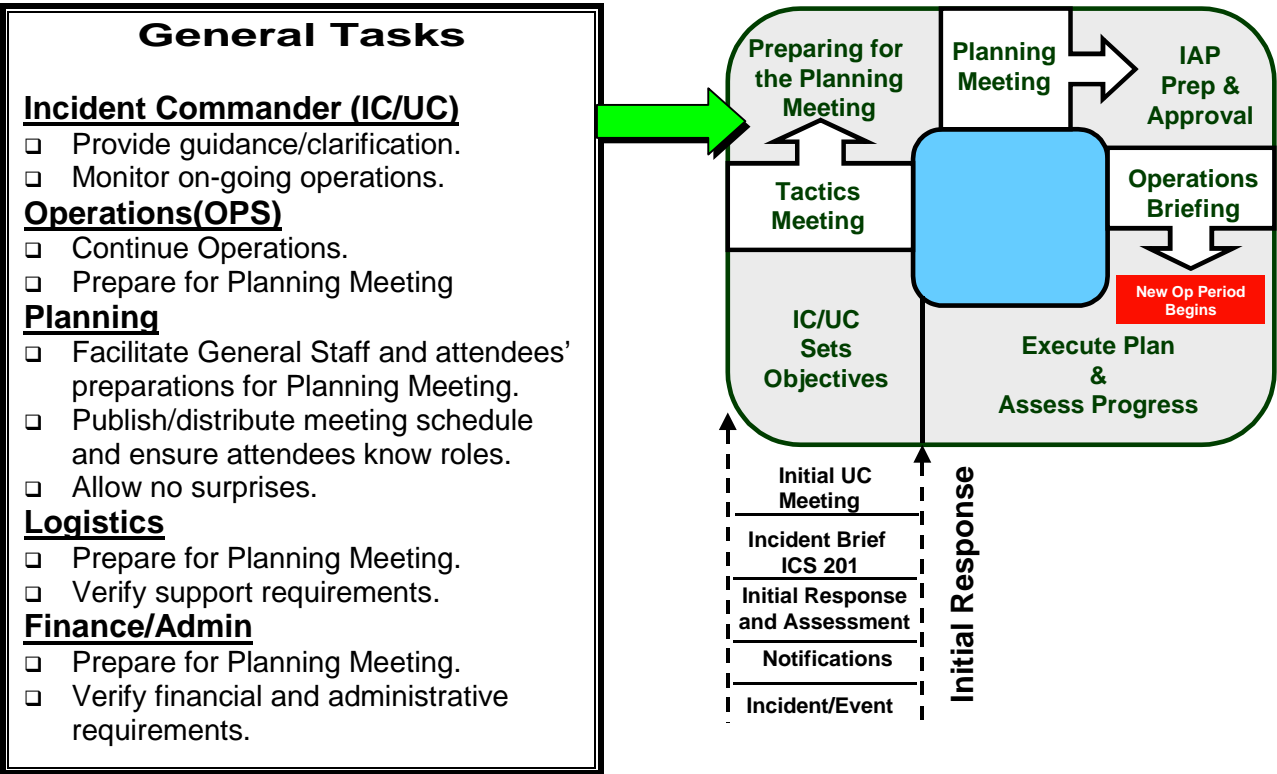 General Tasks
Incident Commander (IC/UC)
❑ Provide guidance/clarification.
❑ Monitor on-going operations.
Operations(OPS)
❑ Continue Operations.
❑ Prepare for Planning Meeting
Planning
❑ Facilitate General Staff and attendees’
preparations for Planning Meeting.
❑ Publish/distribute meeting schedule
and ensure attendees know roles.
❑ Allow no surprises.
Logistics
❑ Prepare for Planning Meeting.
❑ Verify support requirements.
Finance/Admin
❑ Prepare for Planning Meeting.
❑ Verify financial and administrative
requirements.
Preparing for
the Planning
Meeting
Planning
Meeting
IAP
Prep &
Approval
Tactics
Meeting
Operations
Briefing
New Op Period
Begins
IC/UC
Sets
Objectives
Execute Plan
&
Assess Progress
Initial UC
Meeting
Incident Brief
ICS 201
Initial Response
and Assessment
Notifications
Incident/Event
Initial Response